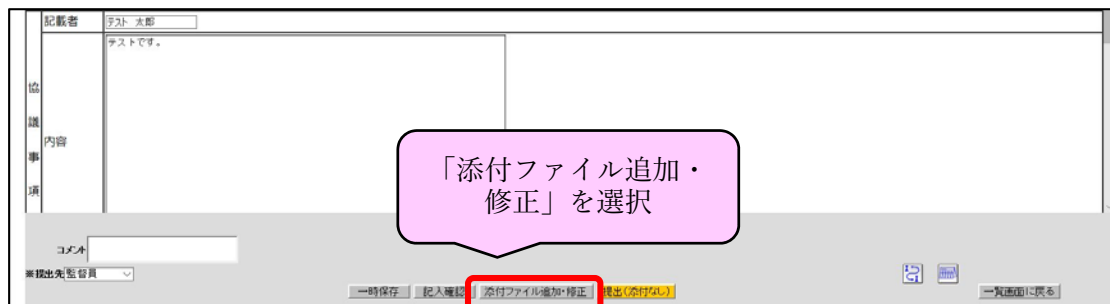 記載者 テスト 太郎
テストです。
協議事項
内容
「添付ファイル追加・
修正」を選択
コメント
※提出先 監督員
一時保存 記入確認 添付ファイル追加・修正 提出(添付なし) 一覧画面に戻る